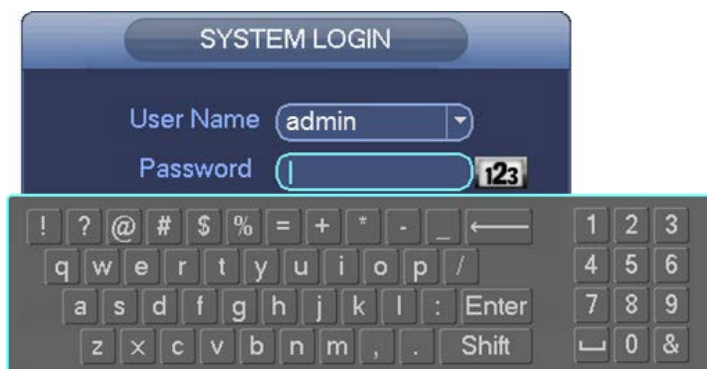 SYSTEM LOGIN
User Name admin
Password 123
! ? @ # $ % = + * - _ 1 2 3
q w e r t y u i o p / 4 5 6
a s d f g h j k l : Enter 7 8 9
z x c v b n m , . Shift 0 &